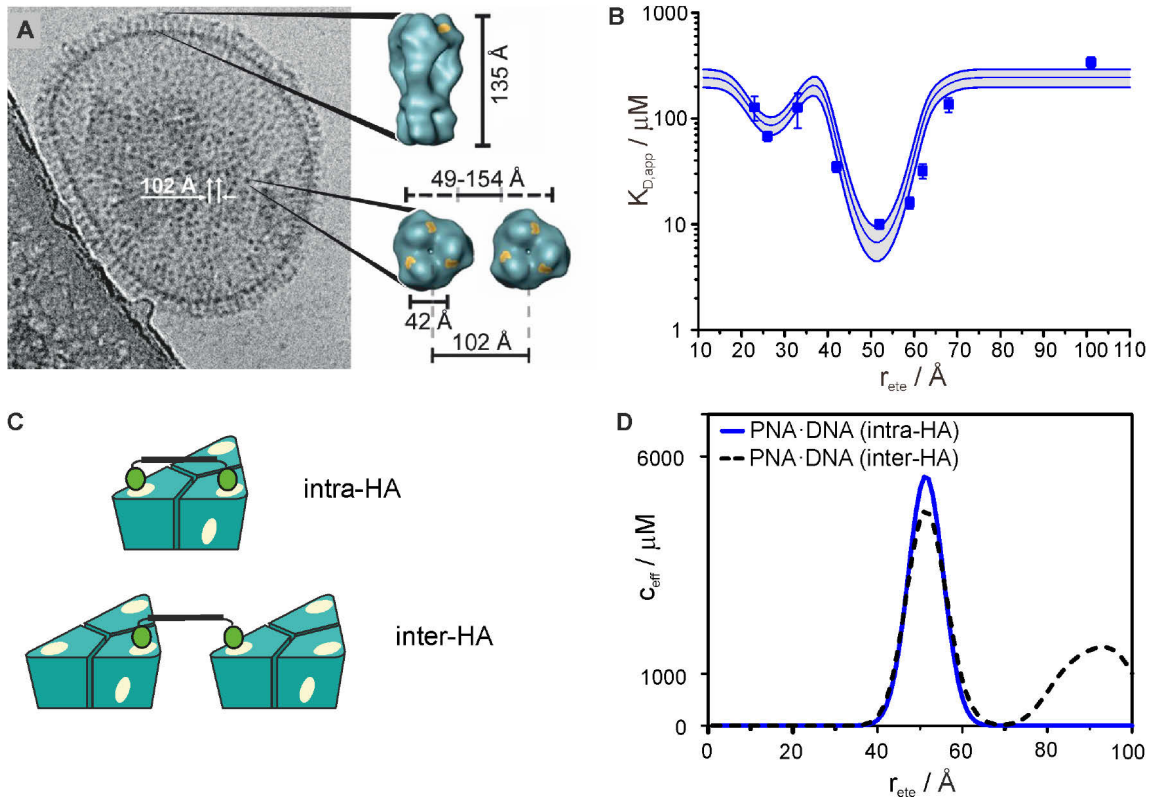 A
102 Å
135 Å
49-154 Å
42 Å
102 Å
B
K_D,app / µM
1000
100
10
1
10 20 30 40 50 60 70 80 90 100 110
r_ete / Å
C
intra-HA
inter-HA
D
PNA·DNA (intra-HA)
PNA·DNA (inter-HA)
c_eff / µM
6000
1000
0
0 20 40 60 80 100
r_ete / Å